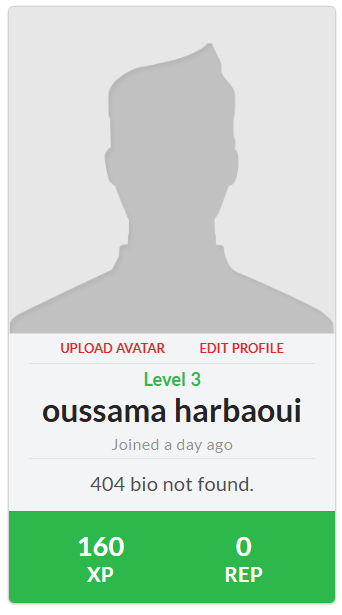 UPLOAD AVATAR EDIT PROFILE
Level 3
oussama harbaoui
Joined a day ago
404 bio not found.
160 0
XP REP